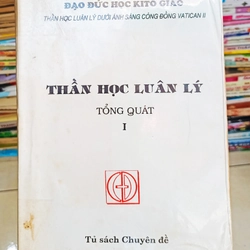 ĐẠO ĐỨC HỌC KITÔ GIÁO
THẦN HỌC LUÂN LÝ DƯỚI ÁNH SÁNG CÔNG ĐỒNG VATICAN II
THẦN HỌC LUÂN LÝ
TỔNG QUÁT
I
Tủ sách Chuyên đề